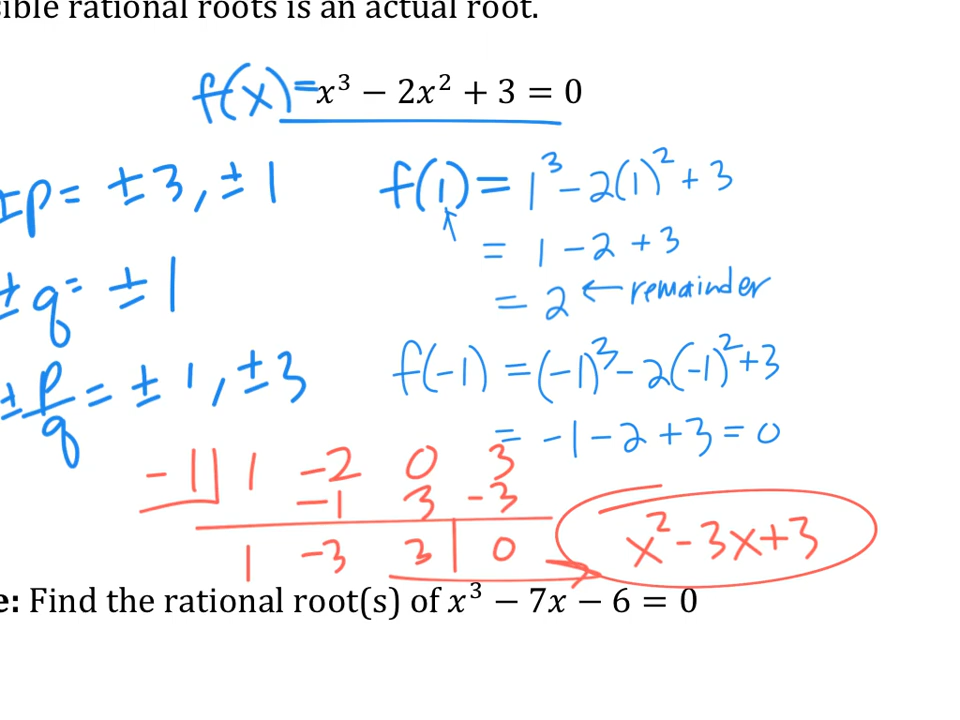 sible rational roots is an actual root.
f(x) = x³ − 2x² + 3 = 0
±p = ±3, ±1
f(1) = 1³ - 2(1)² + 3
= 1 - 2 + 3
±q = ±1
= 2 ← remainder
±p/q = ±1, ±3
f(-1) = (-1)³ - 2(-1)² + 3
= -1 - 2 + 3 = 0
-1| 1 -2 0 3
-1 3 -3
1 -3 3 | 0
x² - 3x + 3
e: Find the rational root(s) of x³ − 7x − 6 = 0